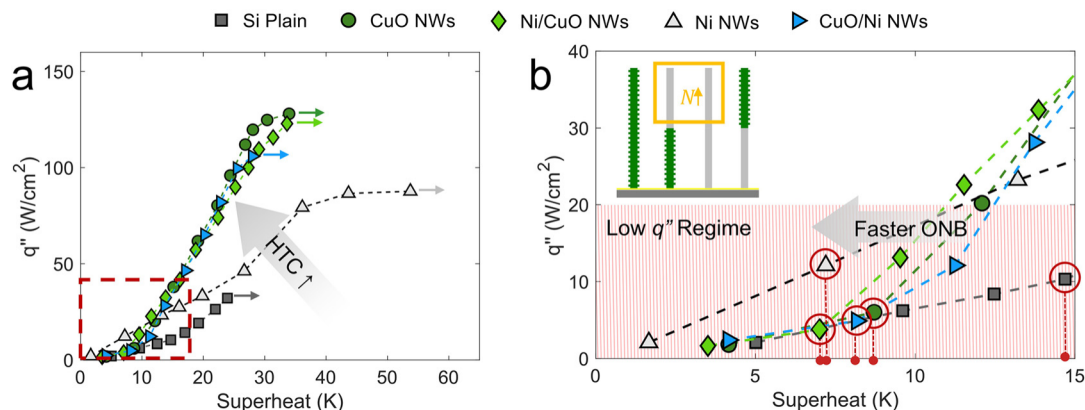 Si Plain CuO NWs Ni/CuO NWs Ni NWs CuO/Ni NWs
a
150
100
50
0
q" (W/cm²)
HTC ↑
0 10 20 30 40 50 60
Superheat (K)
b
40
30
20
10
0
q" (W/cm²)
N↑
Low q" Regime
Faster ONB
0 5 10 15
Superheat (K)